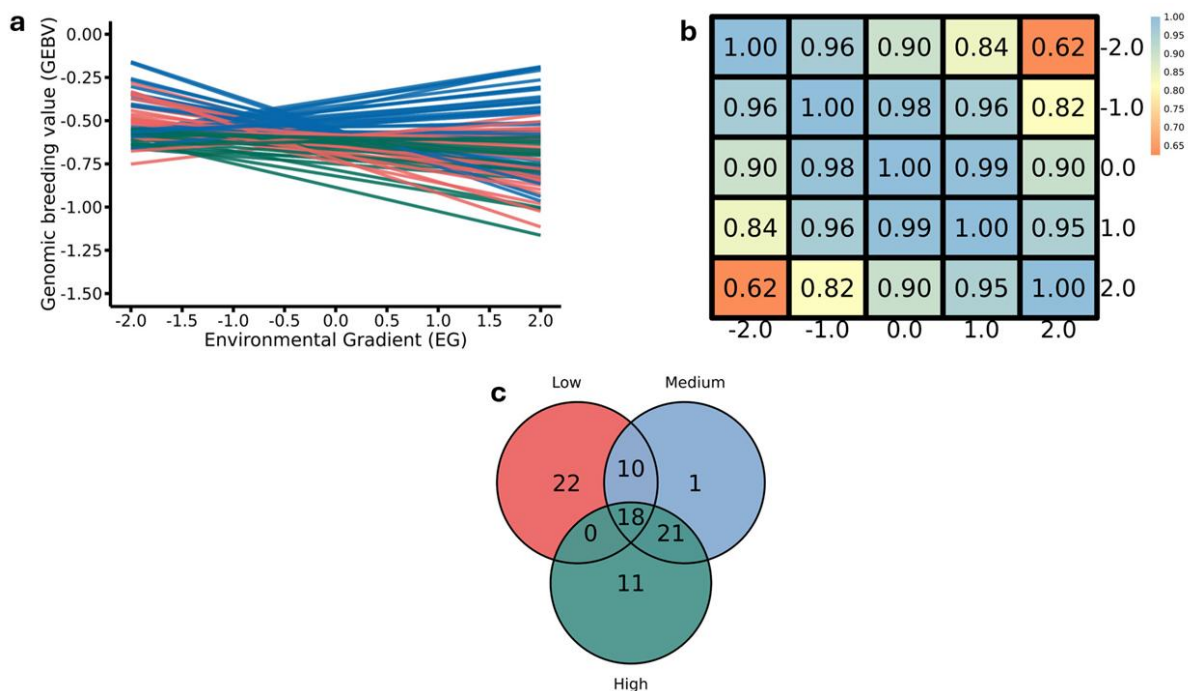 a
Genomic breeding value (GEBV)
0.00
-0.25
-0.50
-0.75
-1.00
-1.25
-1.50
-2.0 -1.5 -1.0 -0.5 0.0 0.5 1.0 1.5 2.0
Environmental Gradient (EG)
b
1.00 0.96 0.90 0.84 0.62 -2.0
0.96 1.00 0.98 0.96 0.82 -1.0
0.90 0.98 1.00 0.99 0.90 0.0
0.84 0.96 0.99 1.00 0.95 1.0
0.62 0.82 0.90 0.95 1.00 2.0
-2.0 -1.0 0.0 1.0 2.0
1.00
0.95
0.90
0.85
0.80
0.75
0.70
0.65
c
Low Medium
22 10 1
18
0 21
11
High